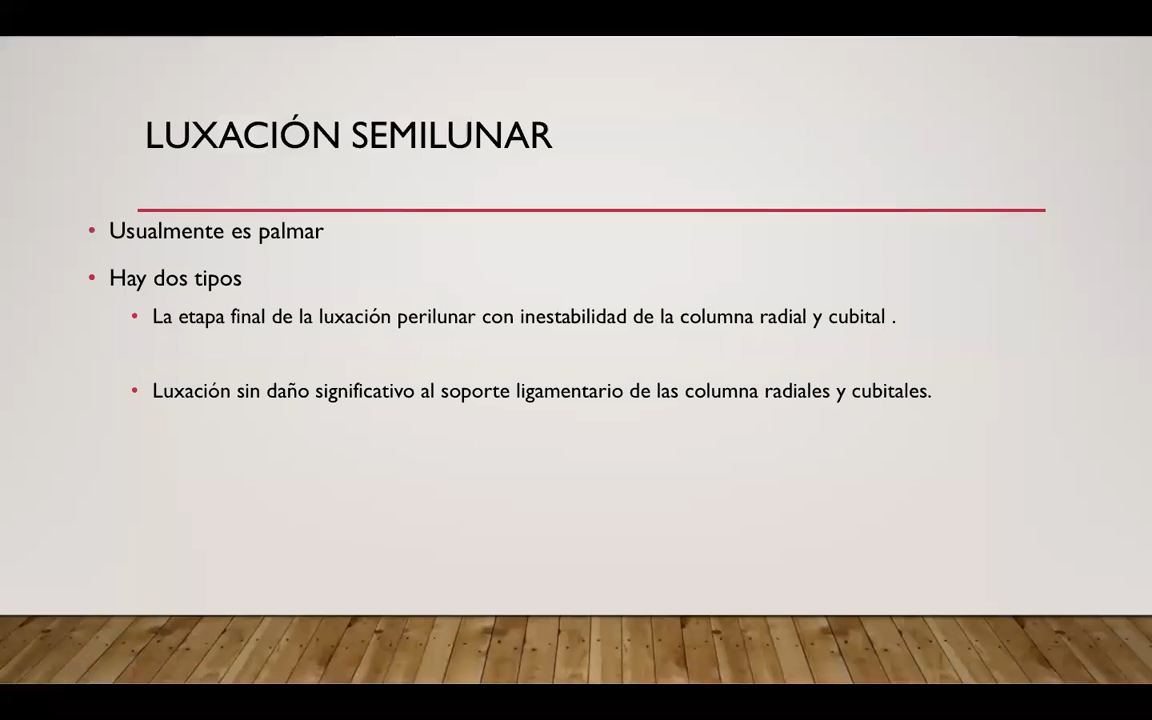 LUXACIÓN SEMILUNAR
• Usualmente es palmar
• Hay dos tipos
• La etapa final de la luxación perilunar con inestabilidad de la columna radial y cubital .
• Luxación sin daño significativo al soporte ligamentario de las columna radiales y cubitales.